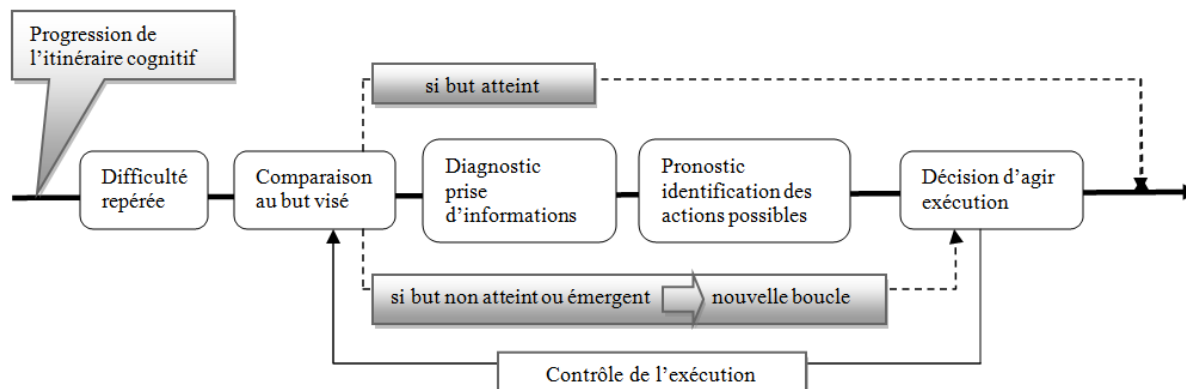 Progression de
l'itinéraire cognitif
si but atteint
Difficulté
repérée
Comparaison
au but visé
Diagnostic
prise
d'informations
Pronostic
identification des
actions possibles
Décision d'agir
exécution
si but non atteint ou émergent
nouvelle boucle
Contrôle de l'exécution